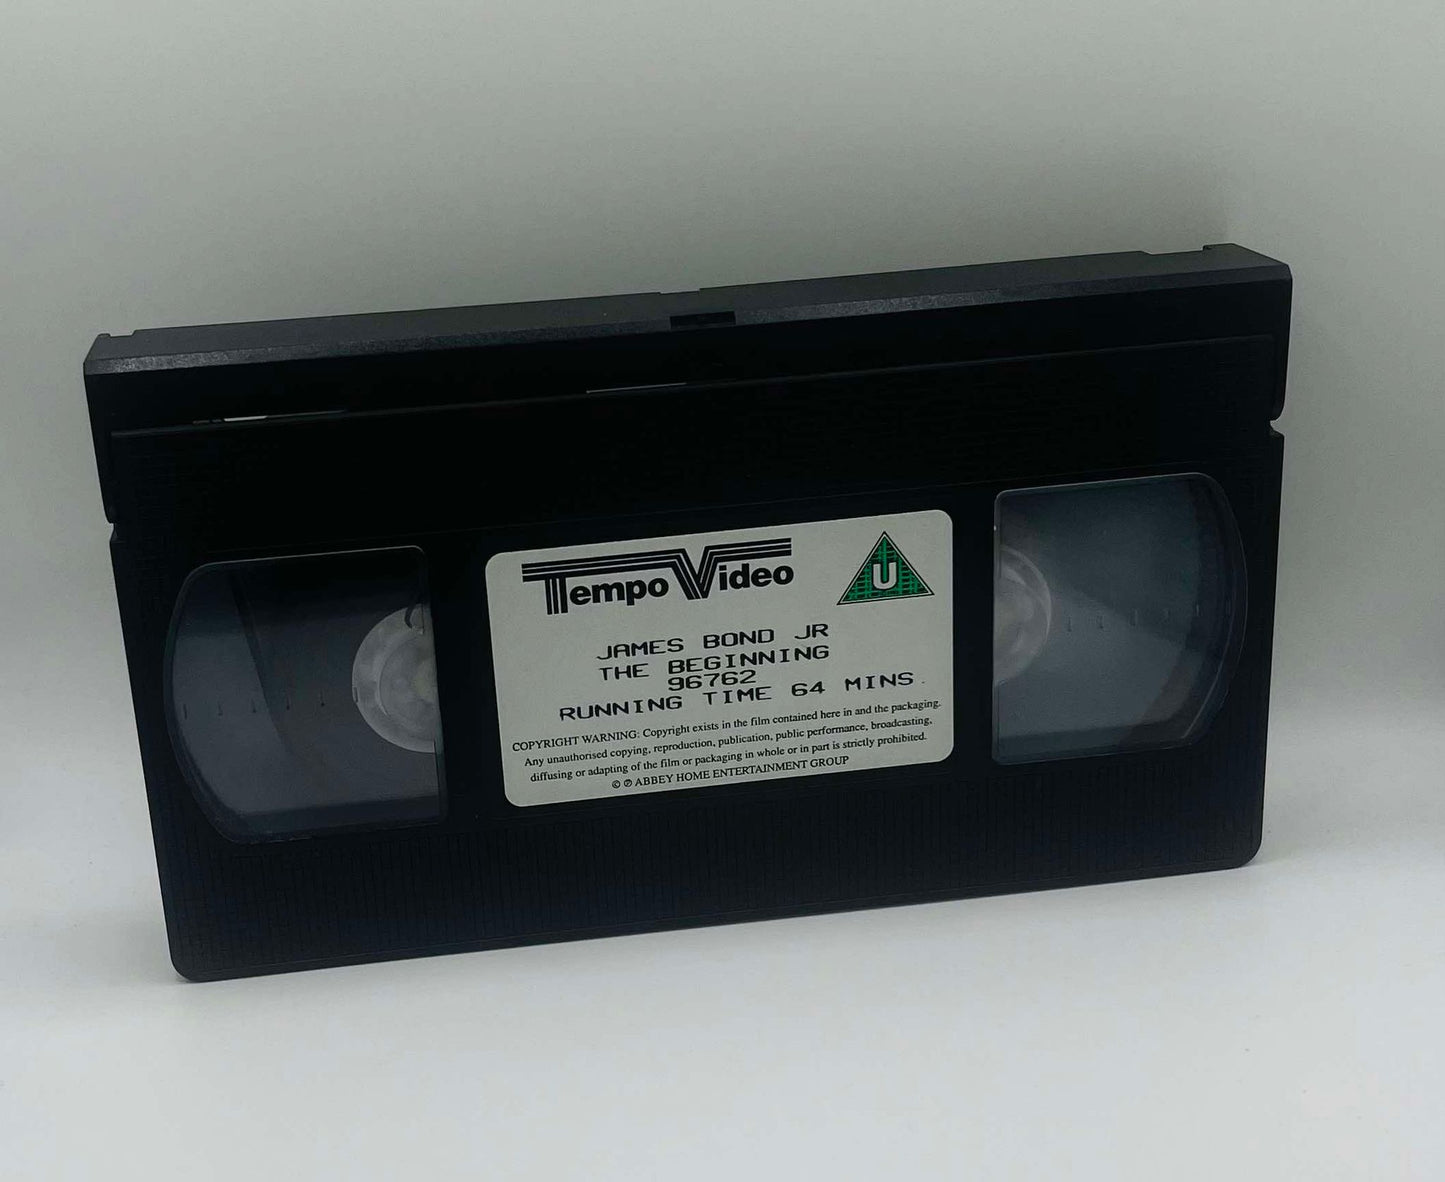 Tempo Video
U
JAMES BOND JR
THE BEGINNING
96762
RUNNING TIME 64 MINS.
COPYRIGHT WARNING: Copyright exists in the film contained here in and the packaging.
Any unauthorised copying, reproduction, publication, public performance, broadcasting,
diffusing or adapting of the film or packaging in whole or in part is strictly prohibited.
© ℗ ABBEY HOME ENTERTAINMENT GROUP